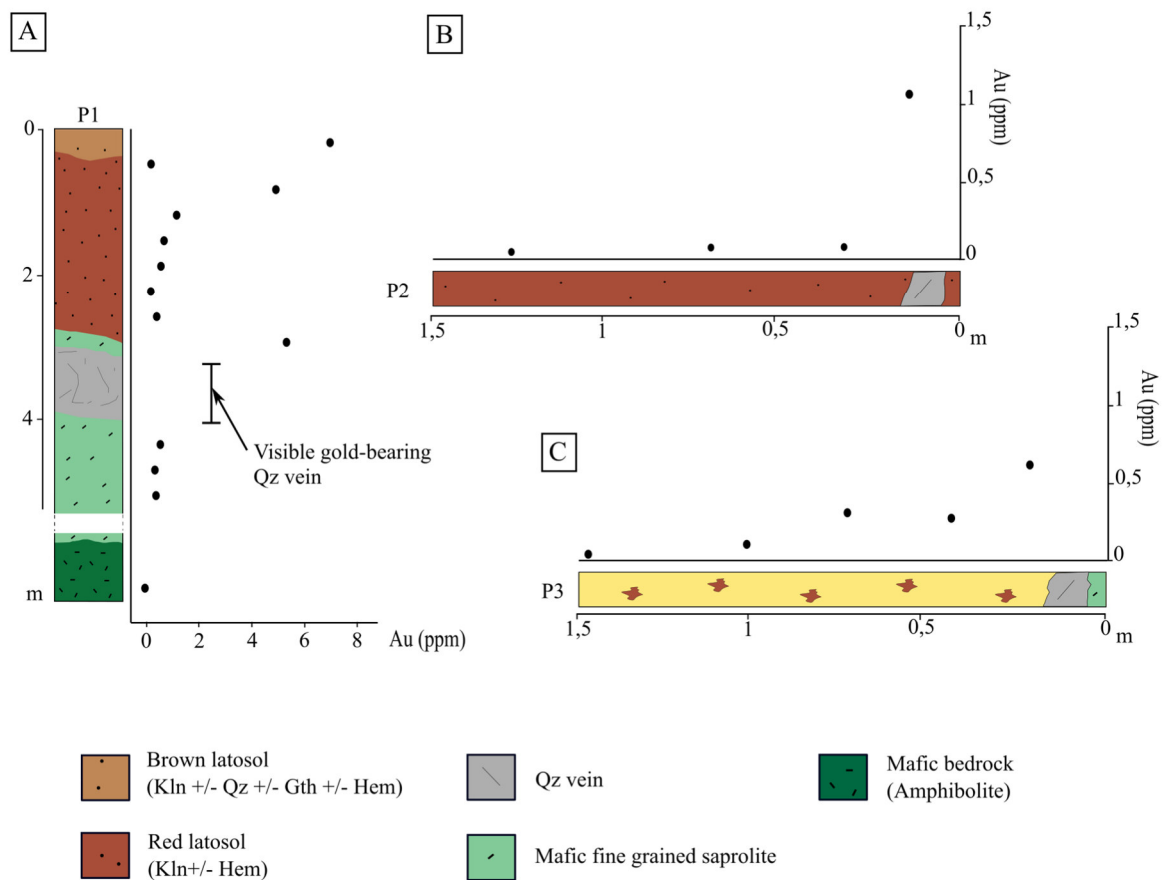 A
P1
0
2
4
m
0 2 4 6 8 Au (ppm)
Visible gold-bearing
Qz vein
B
1,5
1
0,5
0
Au (ppm)
P2
1,5 1 0,5 0 m
C
1,5
1
0,5
0
Au (ppm)
P3
1,5 1 0,5 0 m
Brown latosol
(Kln +/- Qz +/- Gth +/- Hem)
Red latosol
(Kln+/- Hem)
Qz vein
Mafic fine grained saprolite
Mafic bedrock
(Amphibolite)